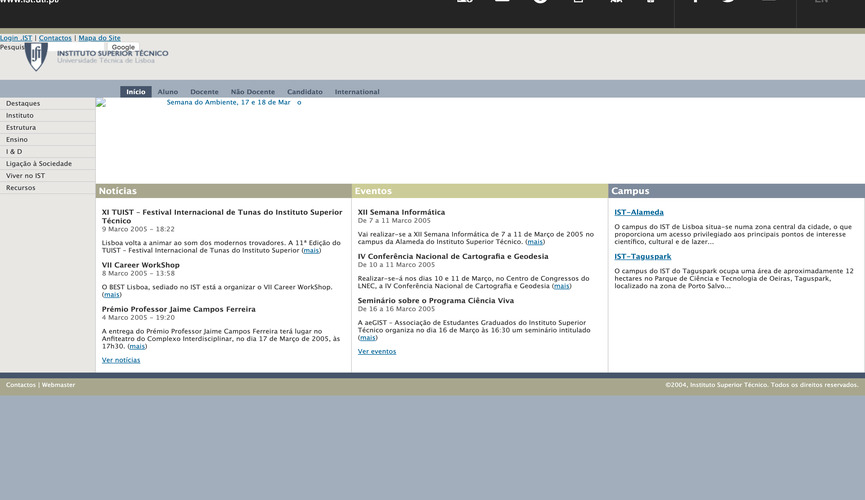 www.ist.utl.pt/
EN
Login .IST | Contactos | Mapa do Site
Pesquis
Google
INSTITUTO SUPERIOR TÉCNICO
Universidade Técnica de Lisboa
Início Aluno Docente Não Docente Candidato International
Destaques
Instituto
Estrutura
Ensino
I & D
Ligação à Sociedade
Viver no IST
Recursos
Semana do Ambiente, 17 e 18 de Mar o
Notícias
XI TUIST - Festival Internacional de Tunas do Instituto Superior
Técnico
9 Marco 2005 - 18:22
Lisboa volta a animar ao som dos modernos trovadores. A 11ª Edição do
TUIST - Festival Internacional de Tunas do Instituto Superior (mais)
VII Career WorkShop
8 Marco 2005 - 13:58
O BEST Lisboa, sediado no IST está a organizar o VII Career WorkShop.
(mais)
Prémio Professor Jaime Campos Ferreira
4 Marco 2005 - 19:20
A entrega do Prémio Professor Jaime Campos Ferreira terá lugar no
Anfiteatro do Complexo Interdisciplinar, no dia 17 de Março de 2005, às
17h30. (mais)
Ver notícias
Eventos
XII Semana Informática
De 7 a 11 Marco 2005
Vai realizar-se a XII Semana Informática de 7 a 11 de Março de 2005 no
campus da Alameda do Instituto Superior Técnico. (mais)
IV Conferência Nacional de Cartografia e Geodesia
De 10 a 11 Marco 2005
Realizar-se-á nos dias 10 e 11 de Março, no Centro de Congressos do
LNEC, a IV Conferência Nacional de Cartografia e Geodesia (mais)
Seminário sobre o Programa Ciência Viva
De 16 a 16 Marco 2005
A aeGIST - Associação de Estudantes Graduados do Instituto Superior
Técnico organiza no dia 16 de Março às 16:30 um seminário intitulado
(mais)
Ver eventos
Campus
IST-Alameda
O campus do IST de Lisboa situa-se numa zona central da cidade, o que
proporciona um acesso privilegiado aos principais pontos de interesse
científico, cultural e de lazer...
IST-Taguspark
O campus do IST do Taguspark ocupa uma área de aproximadamente 12
hectares no Parque de Ciência e Tecnologia de Oeiras, Taguspark,
localizado na zona de Porto Salvo...
Contactos | Webmaster
©2004, Instituto Superior Técnico. Todos os direitos reservados.